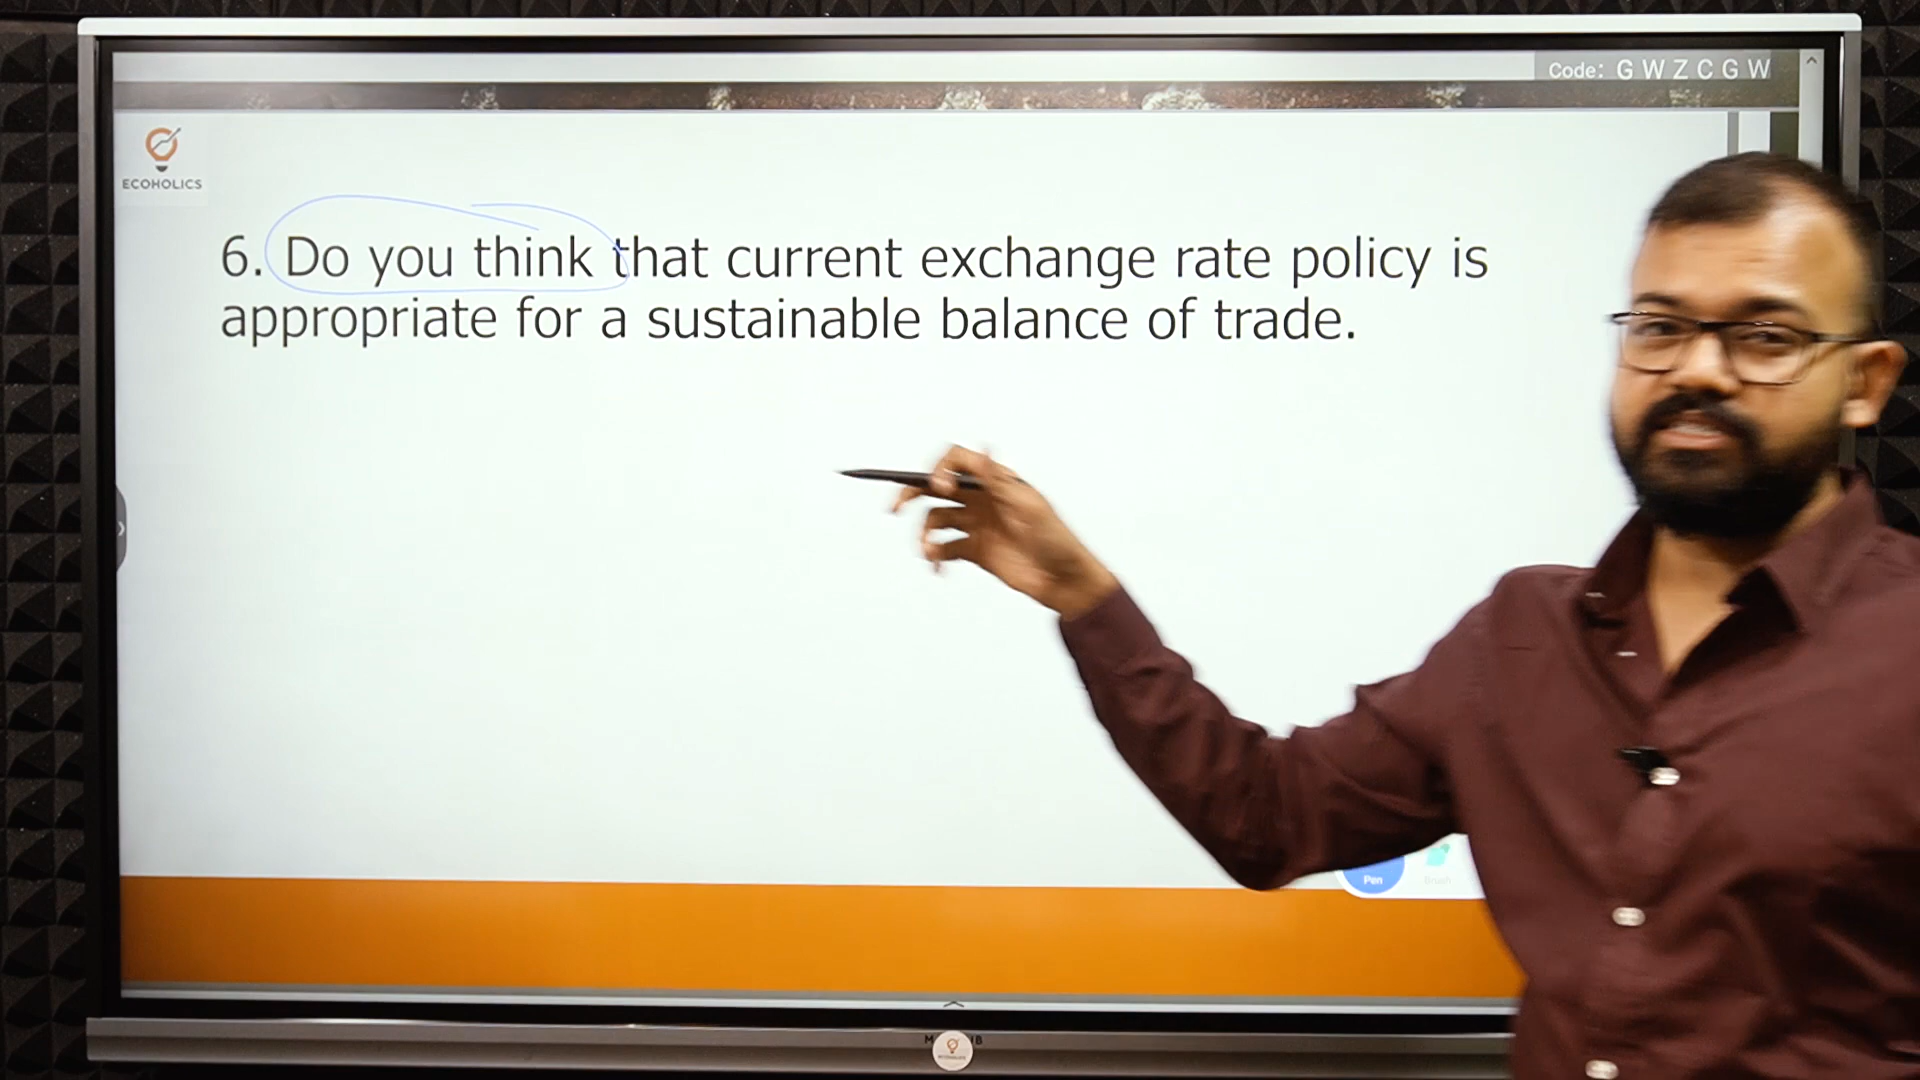 Code: G W Z C G W
ECOHOLICS
6. Do you think that current exchange rate policy is
appropriate for a sustainable balance of trade.
Pen
Brush